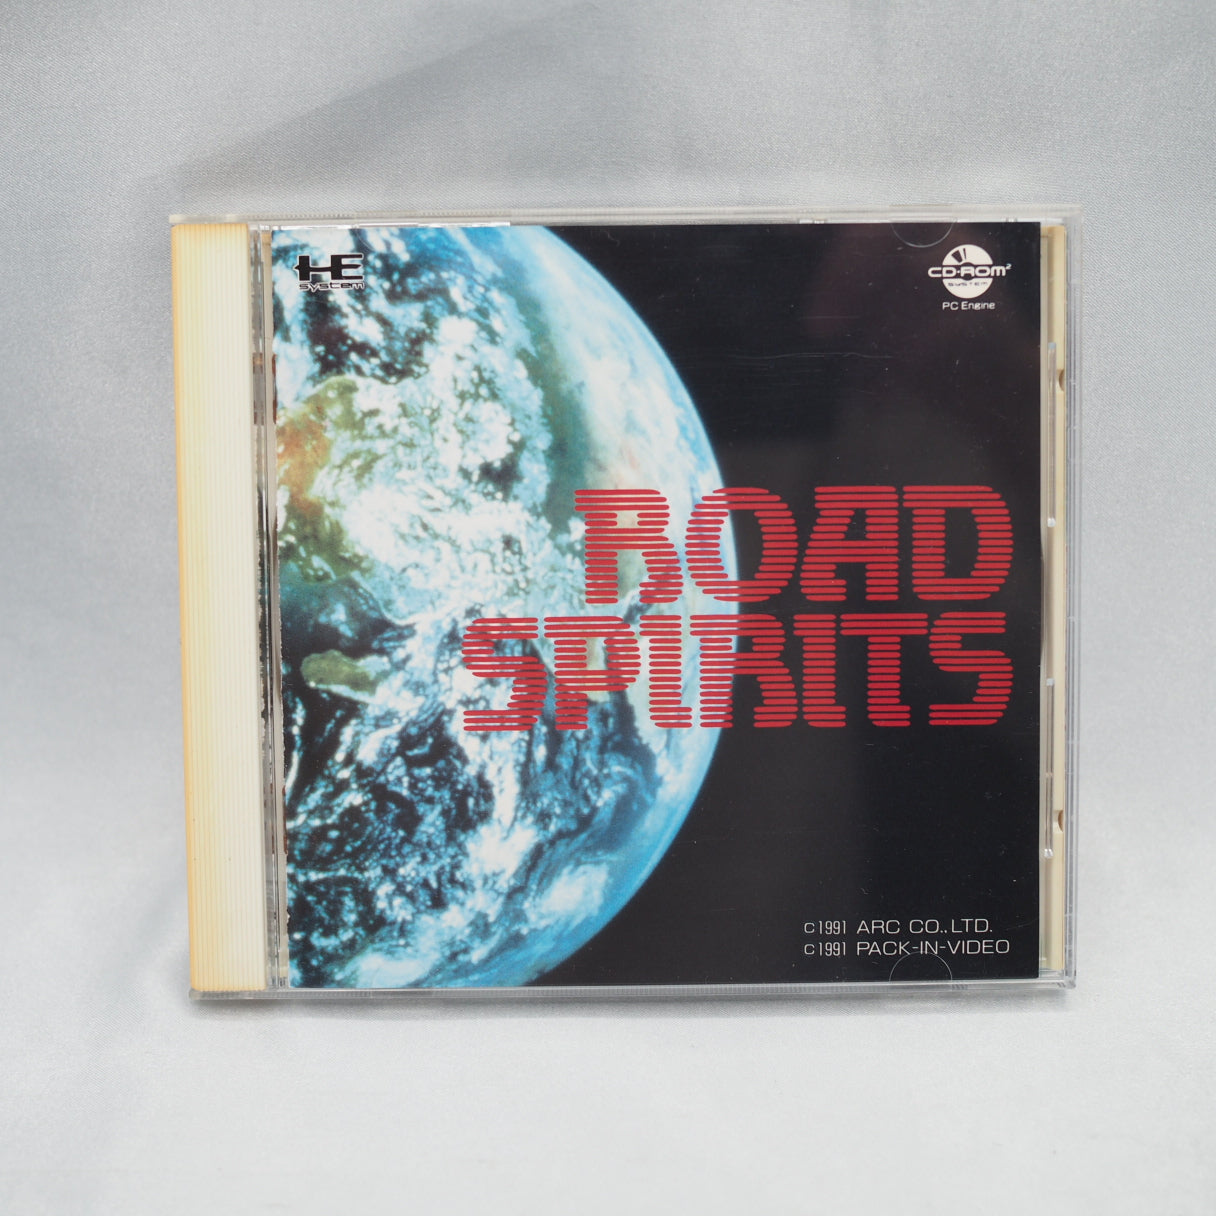 HE
system
CD-ROM²
SYSTEM
PC Engine
ROAD
SPIRITS
C1991 ARC CO.,LTD.
C1991 PACK-IN-VIDEO